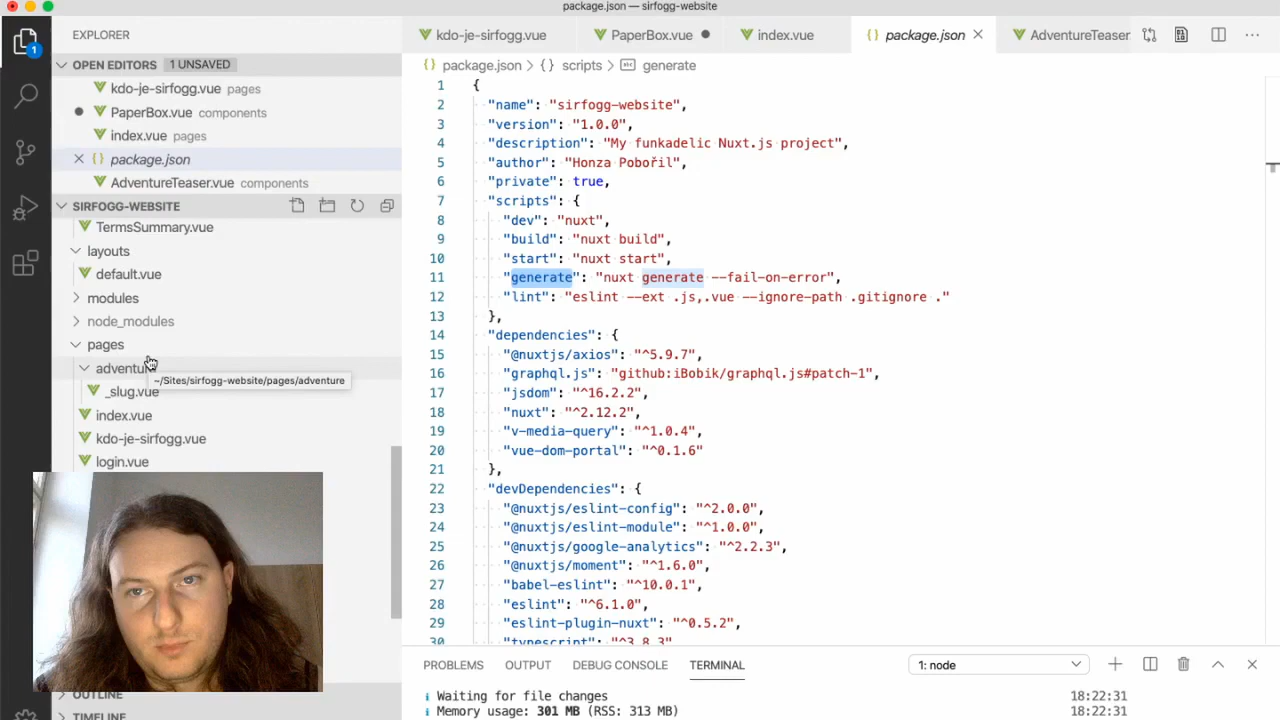 package.json — sirfogg-website
EXPLORER
kdo-je-sirfogg.vue
PaperBox.vue
index.vue
package.json
AdventureTeaser
1
OPEN EDITORS 1 UNSAVED
package.json
scripts
generate
kdo-je-sirfogg.vue pages
PaperBox.vue components
index.vue pages
package.json
AdventureTeaser.vue components
SIRFOGG-WEBSITE
TermsSummary.vue
layouts
default.vue
modules
node_modules
pages
adventu
~/Sites/sirfogg-website/pages/adventure
_slug.vue
index.vue
kdo-je-sirfogg.vue
login.vue
OUTLINE
TIMELINE
1 {
2 "name": "sirfogg-website",
3 "version": "1.0.0",
4 "description": "My funkadelic Nuxt.js project",
5 "author": "Honza Pobořil",
6 "private": true,
7 "scripts": {
8 "dev": "nuxt",
9 "build": "nuxt build",
10 "start": "nuxt start",
11 "generate": "nuxt generate --fail-on-error",
12 "lint": "eslint --ext .js,.vue --ignore-path .gitignore ."
13 },
14 "dependencies": {
15 "@nuxtjs/axios": "^5.9.7",
16 "graphql.js": "github:iBobik/graphql.js#patch-1",
17 "jsdom": "^16.2.2",
18 "nuxt": "^2.12.2",
19 "v-media-query": "^1.0.4",
20 "vue-dom-portal": "^0.1.6"
21 },
22 "devDependencies": {
23 "@nuxtjs/eslint-config": "^2.0.0",
24 "@nuxtjs/eslint-module": "^1.0.0",
25 "@nuxtjs/google-analytics": "^2.2.3",
26 "@nuxtjs/moment": "^1.6.0",
27 "babel-eslint": "^10.0.1",
28 "eslint": "^6.1.0",
29 "eslint-plugin-nuxt": "^0.5.2",
30 "typescript": "^3.8.3"
PROBLEMS OUTPUT DEBUG CONSOLE TERMINAL 1: node
i Waiting for file changes 18:22:31
i Memory usage: 301 MB (RSS: 313 MB) 18:22:31